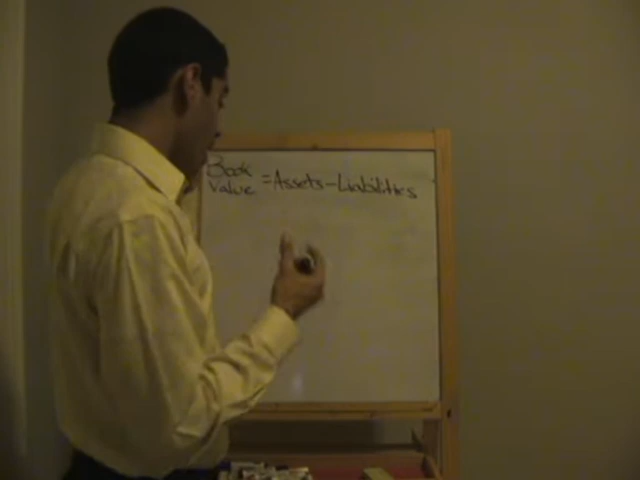 Book
Value = Assets - Liabilities